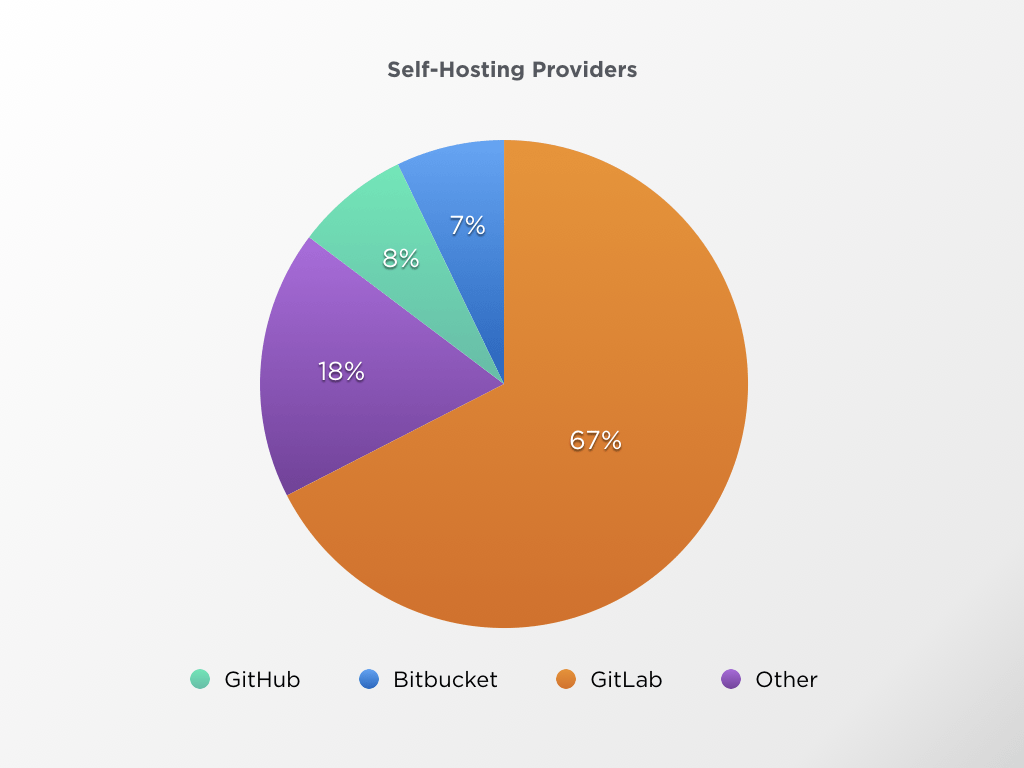 Self-Hosting Providers
7%
8%
18%
67%
GitHub
Bitbucket
GitLab
Other